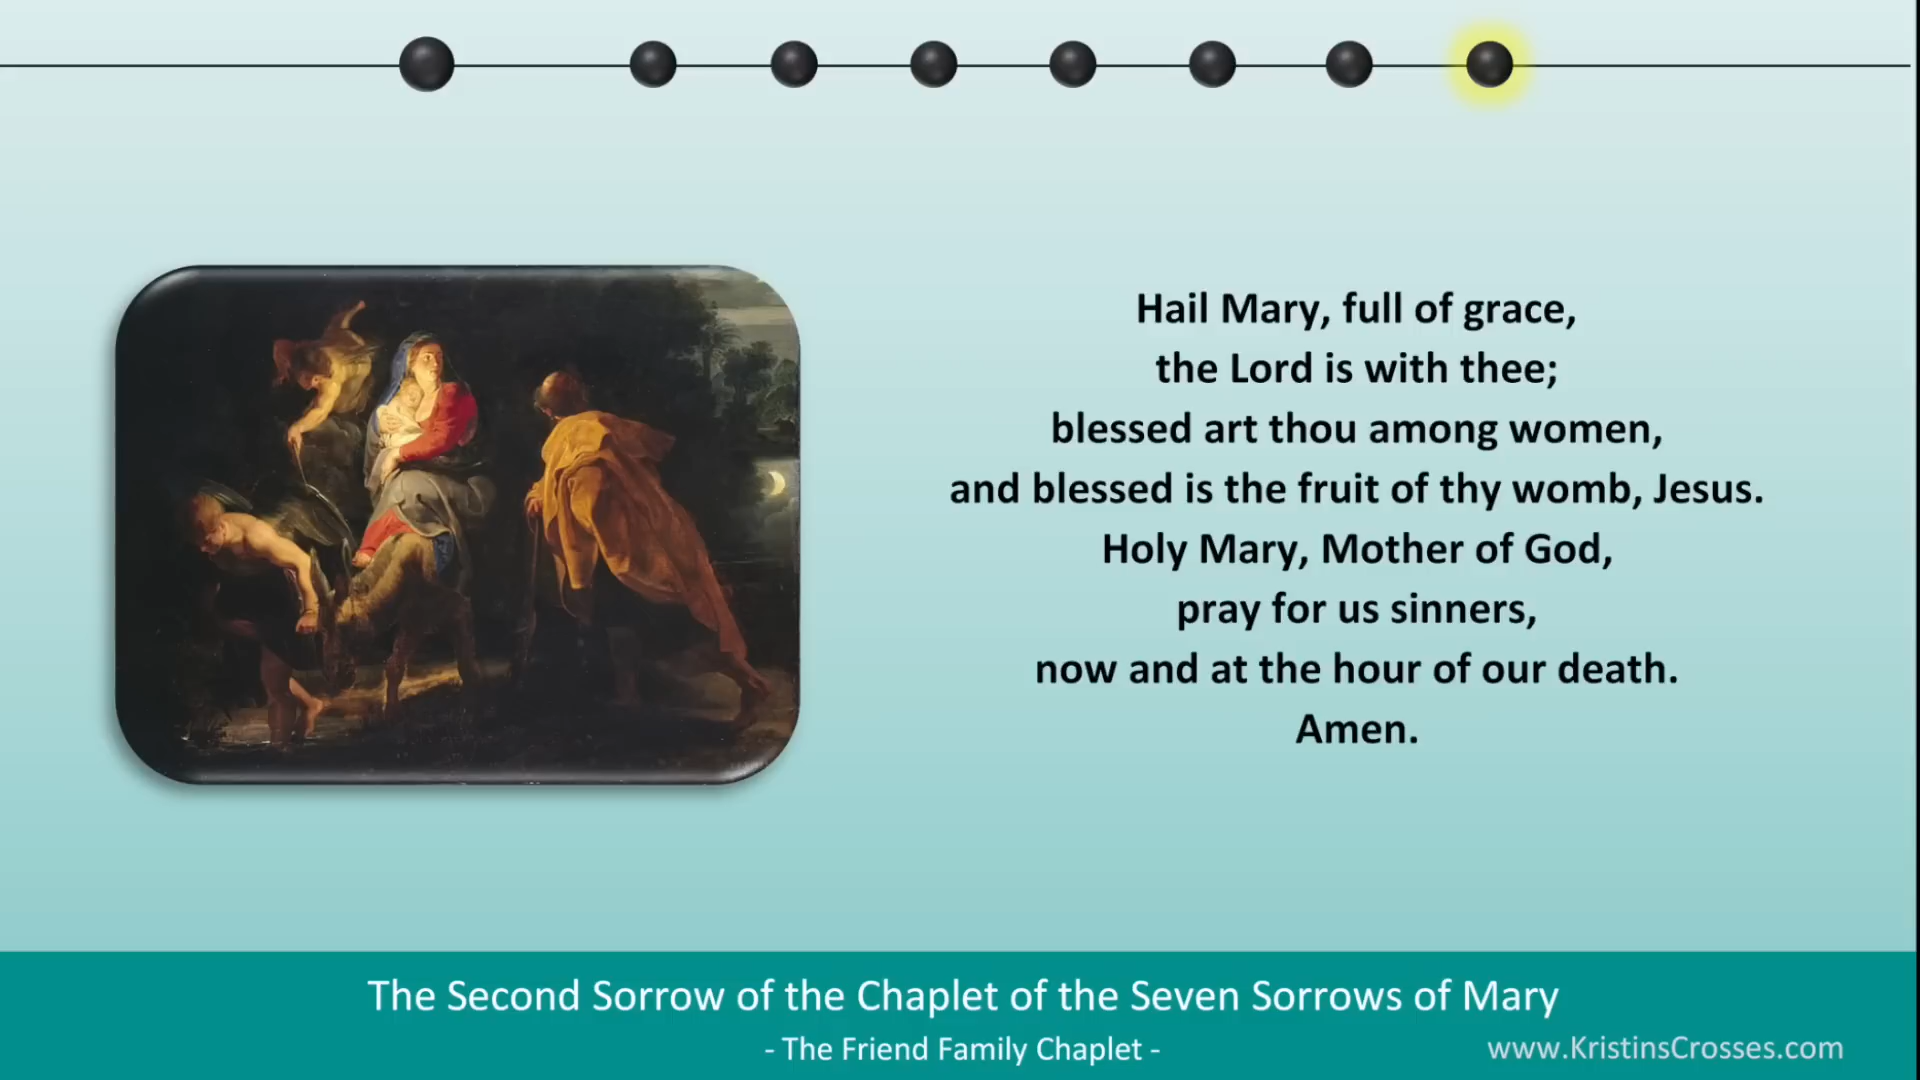 Hail Mary, full of grace,
the Lord is with thee;
blessed art thou among women,
and blessed is the fruit of thy womb, Jesus.
Holy Mary, Mother of God,
pray for us sinners,
now and at the hour of our death.
Amen.
The Second Sorrow of the Chaplet of the Seven Sorrows of Mary
- The Friend Family Chaplet -
www.KristinsCrosses.com